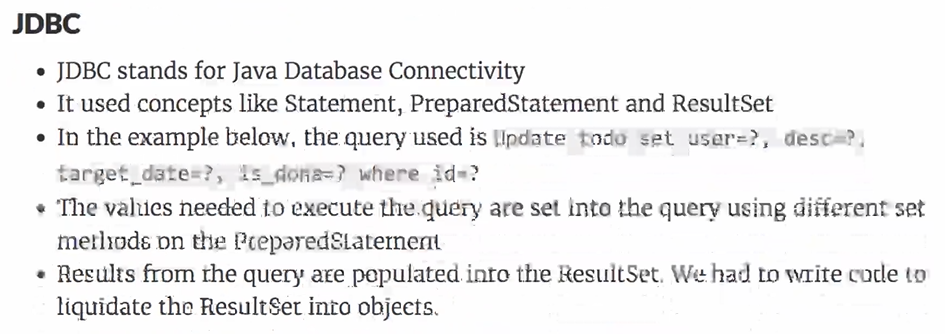 JDBC
• JDBC stands for Java Database Connectivity
• It used concepts like Statement, PreparedStatement and ResultSet
• In the example below, the query used is Update todo set user=?, desc=?,
target_date=?, is_done=? where id=?
• The values needed to execute the query are set into the query using different set
methods on the PreparedStatement
• Results from the query are populated into the ResultSet. We had to write code to
liquidate the ResultSet into objects.